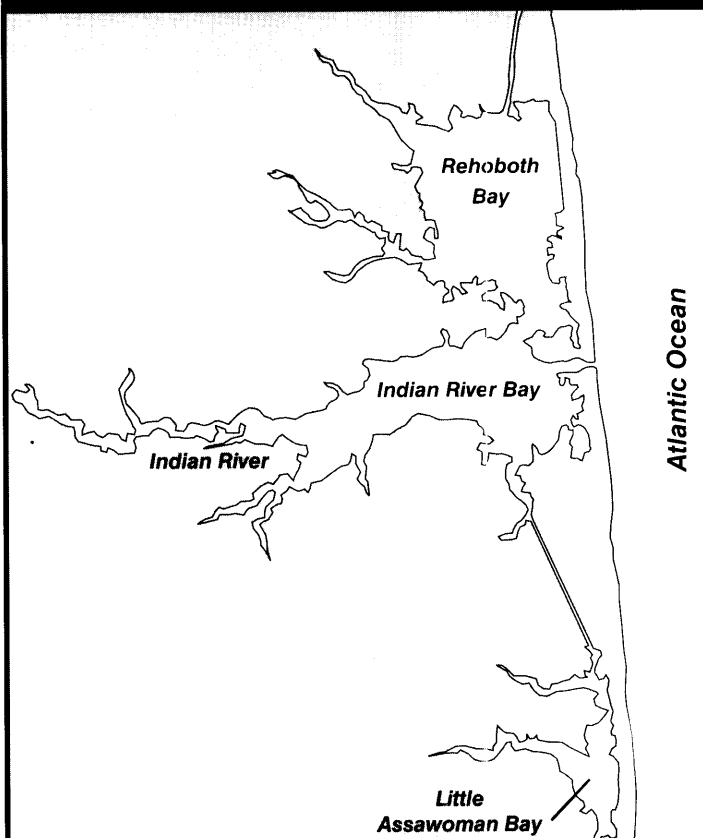 Rehoboth
Bay
Atlantic Ocean
Indian River Bay
Indian River
Little
Assawoman Bay